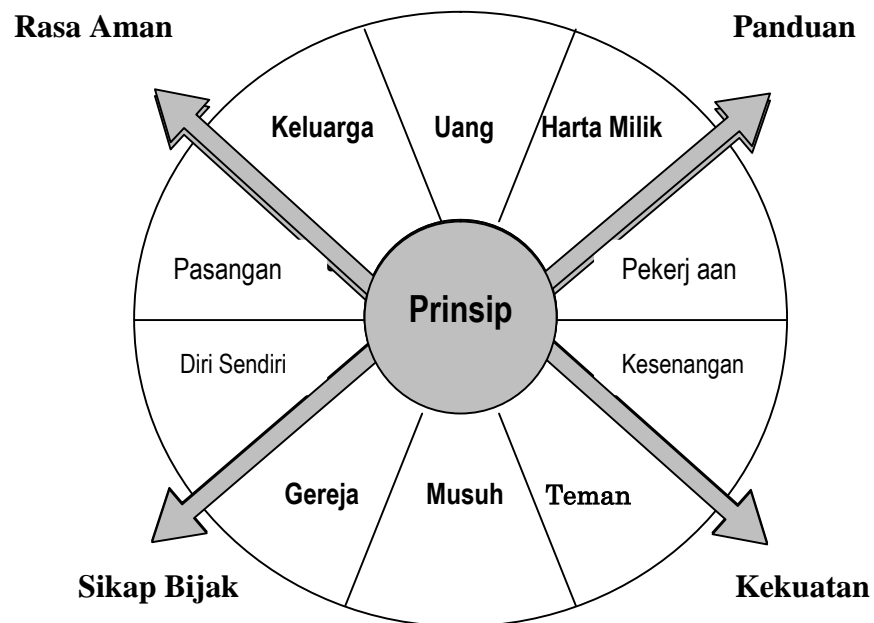 Rasa Aman
Panduan
Keluarga
Uang
Harta Milik
Pasangan
Pekerj aan
Prinsip
Diri Sendiri
Kesenangan
Gereja
Musuh
Teman
Sikap Bijak
Kekuatan